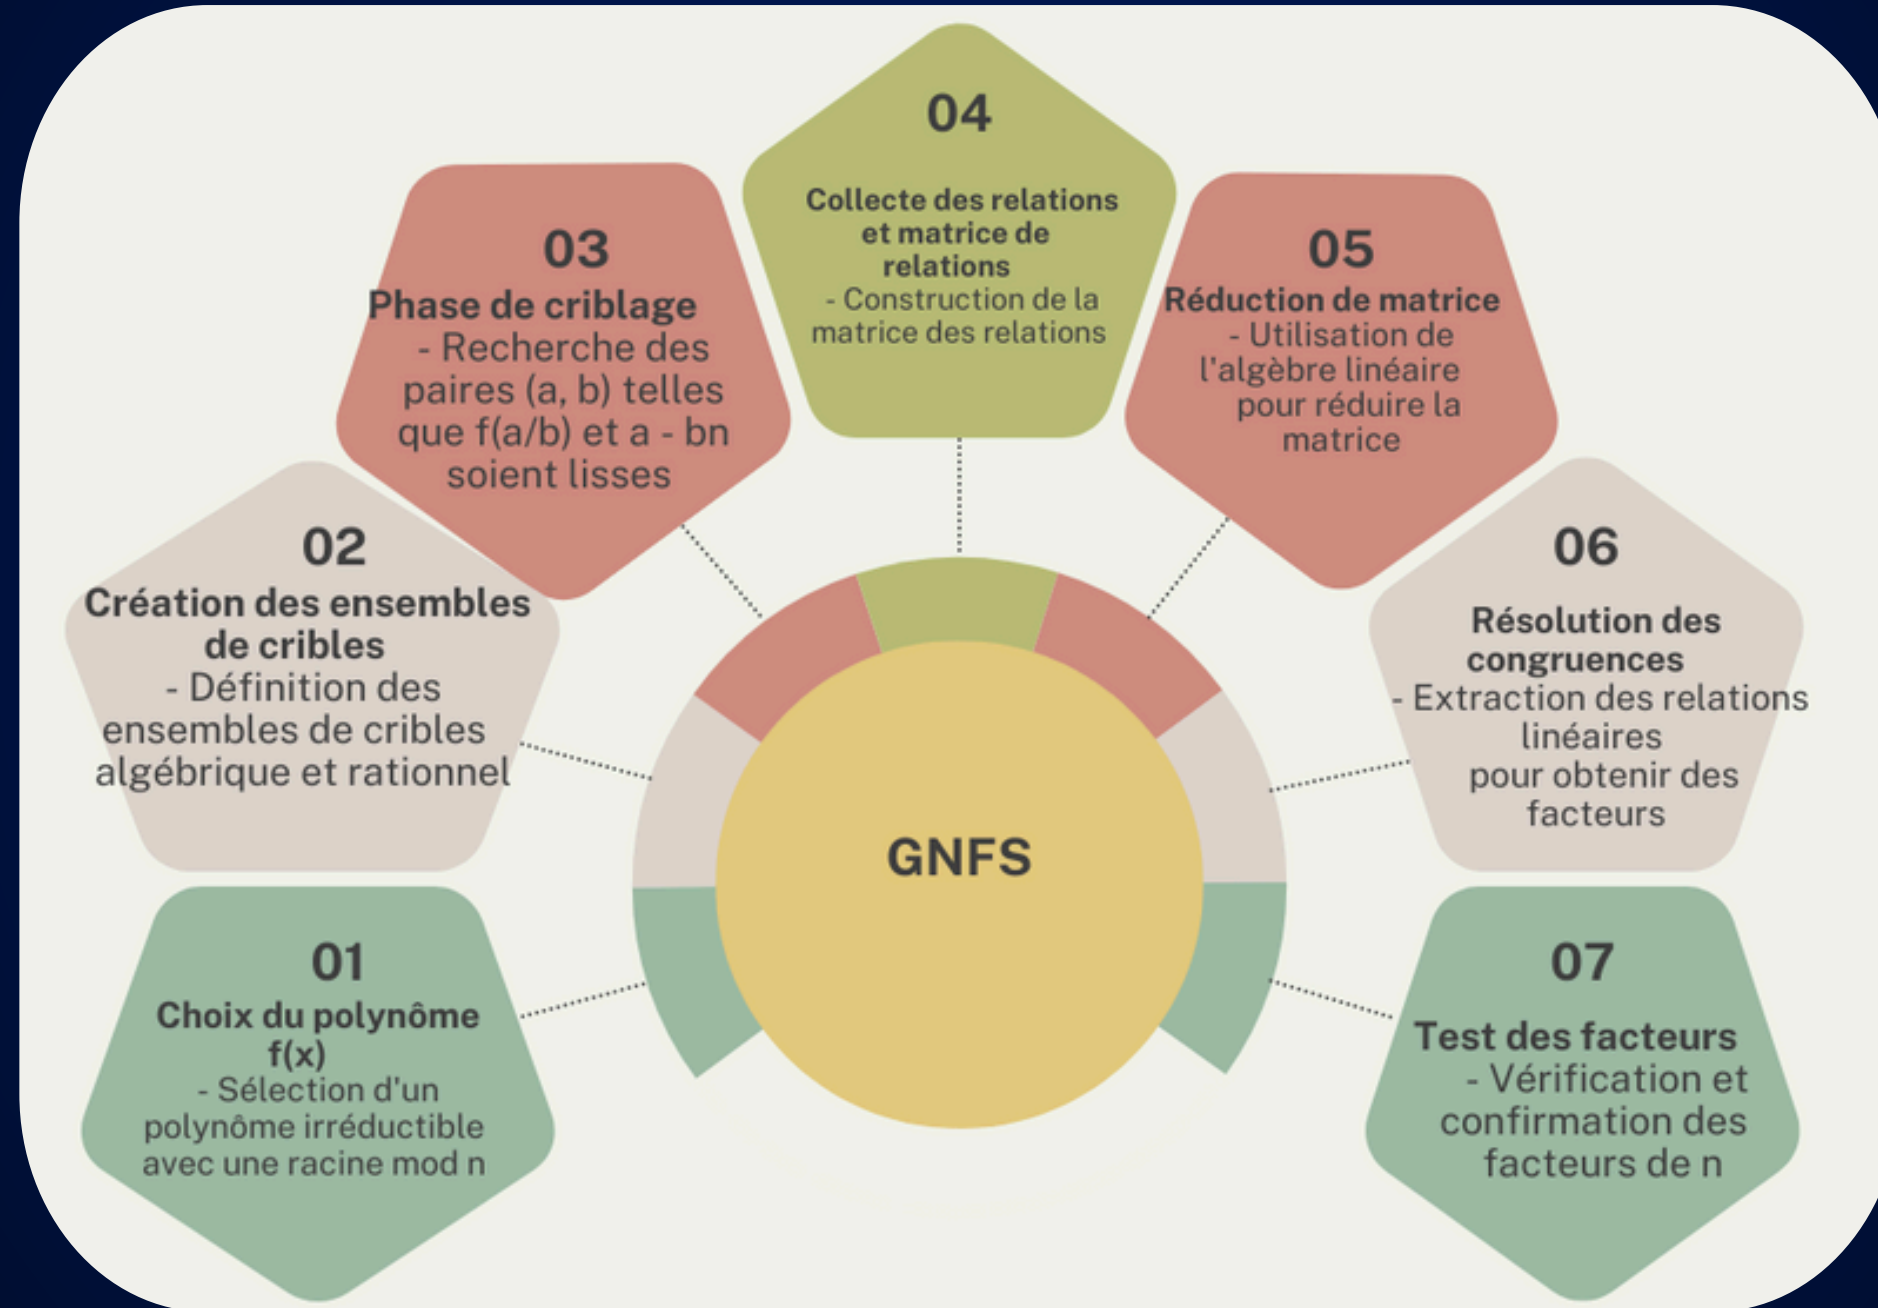 01
Choix du polynôme
f(x)
- Sélection d'un
polynôme irréductible
avec une racine mod n
02
Création des ensembles
de cribles
- Définition des
ensembles de cribles
algébrique et rationnel
03
Phase de criblage
- Recherche des
paires (a, b) telles
que f(a/b) et a - bn
soient lisses
04
Collecte des relations
et matrice de
relations
- Construction de la
matrice des relations
05
Réduction de matrice
- Utilisation de
l'algèbre linéaire
pour réduire la
matrice
06
Résolution des
congruences
- Extraction des relations
linéaires
pour obtenir des
facteurs
07
Test des facteurs
- Vérification et
confirmation des
facteurs de n
GNFS